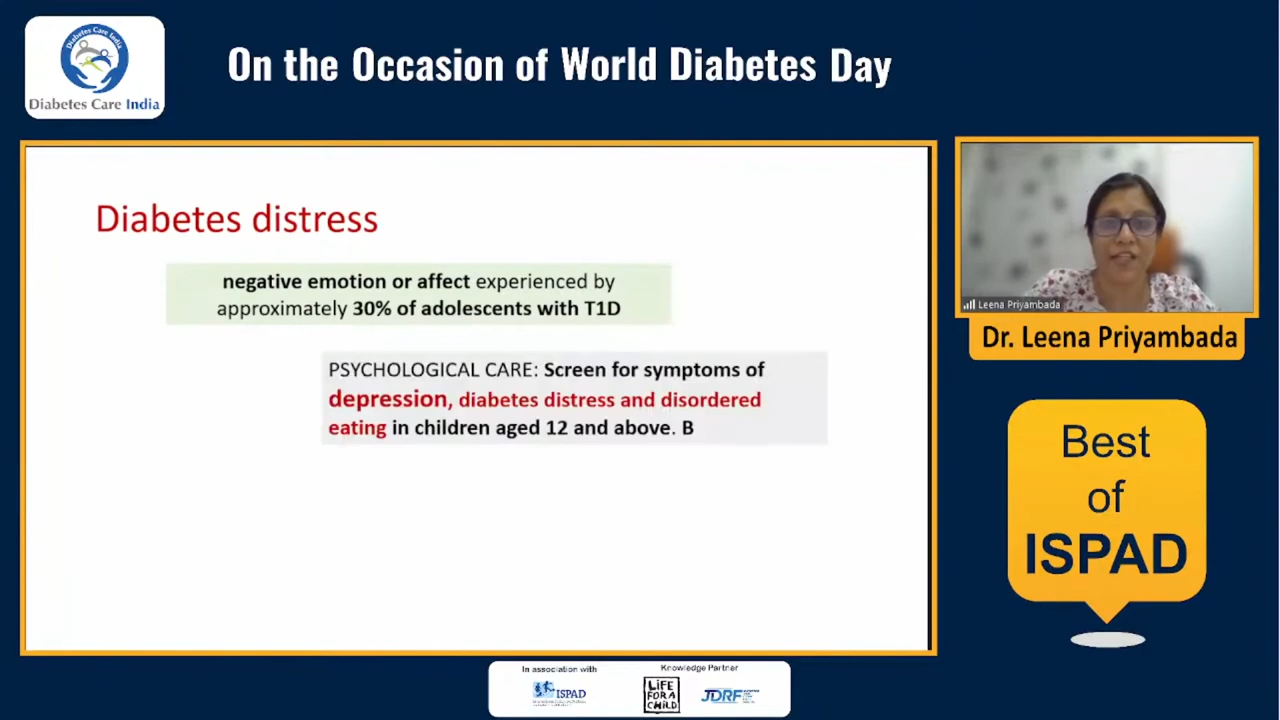 Diabetes Care India
Diabetes Care India
On the Occasion of World Diabetes Day
Diabetes distress
negative emotion or affect experienced by
approximately 30% of adolescents with T1D
PSYCHOLOGICAL CARE: Screen for symptoms of
depression, diabetes distress and disordered
eating in children aged 12 and above. B
Leena Priyambada
Dr. Leena Priyambada
Best
of
ISPAD
In association with
ISPAD
Knowledge Partner
LiFE
FOR A
CHiLD
JDRF